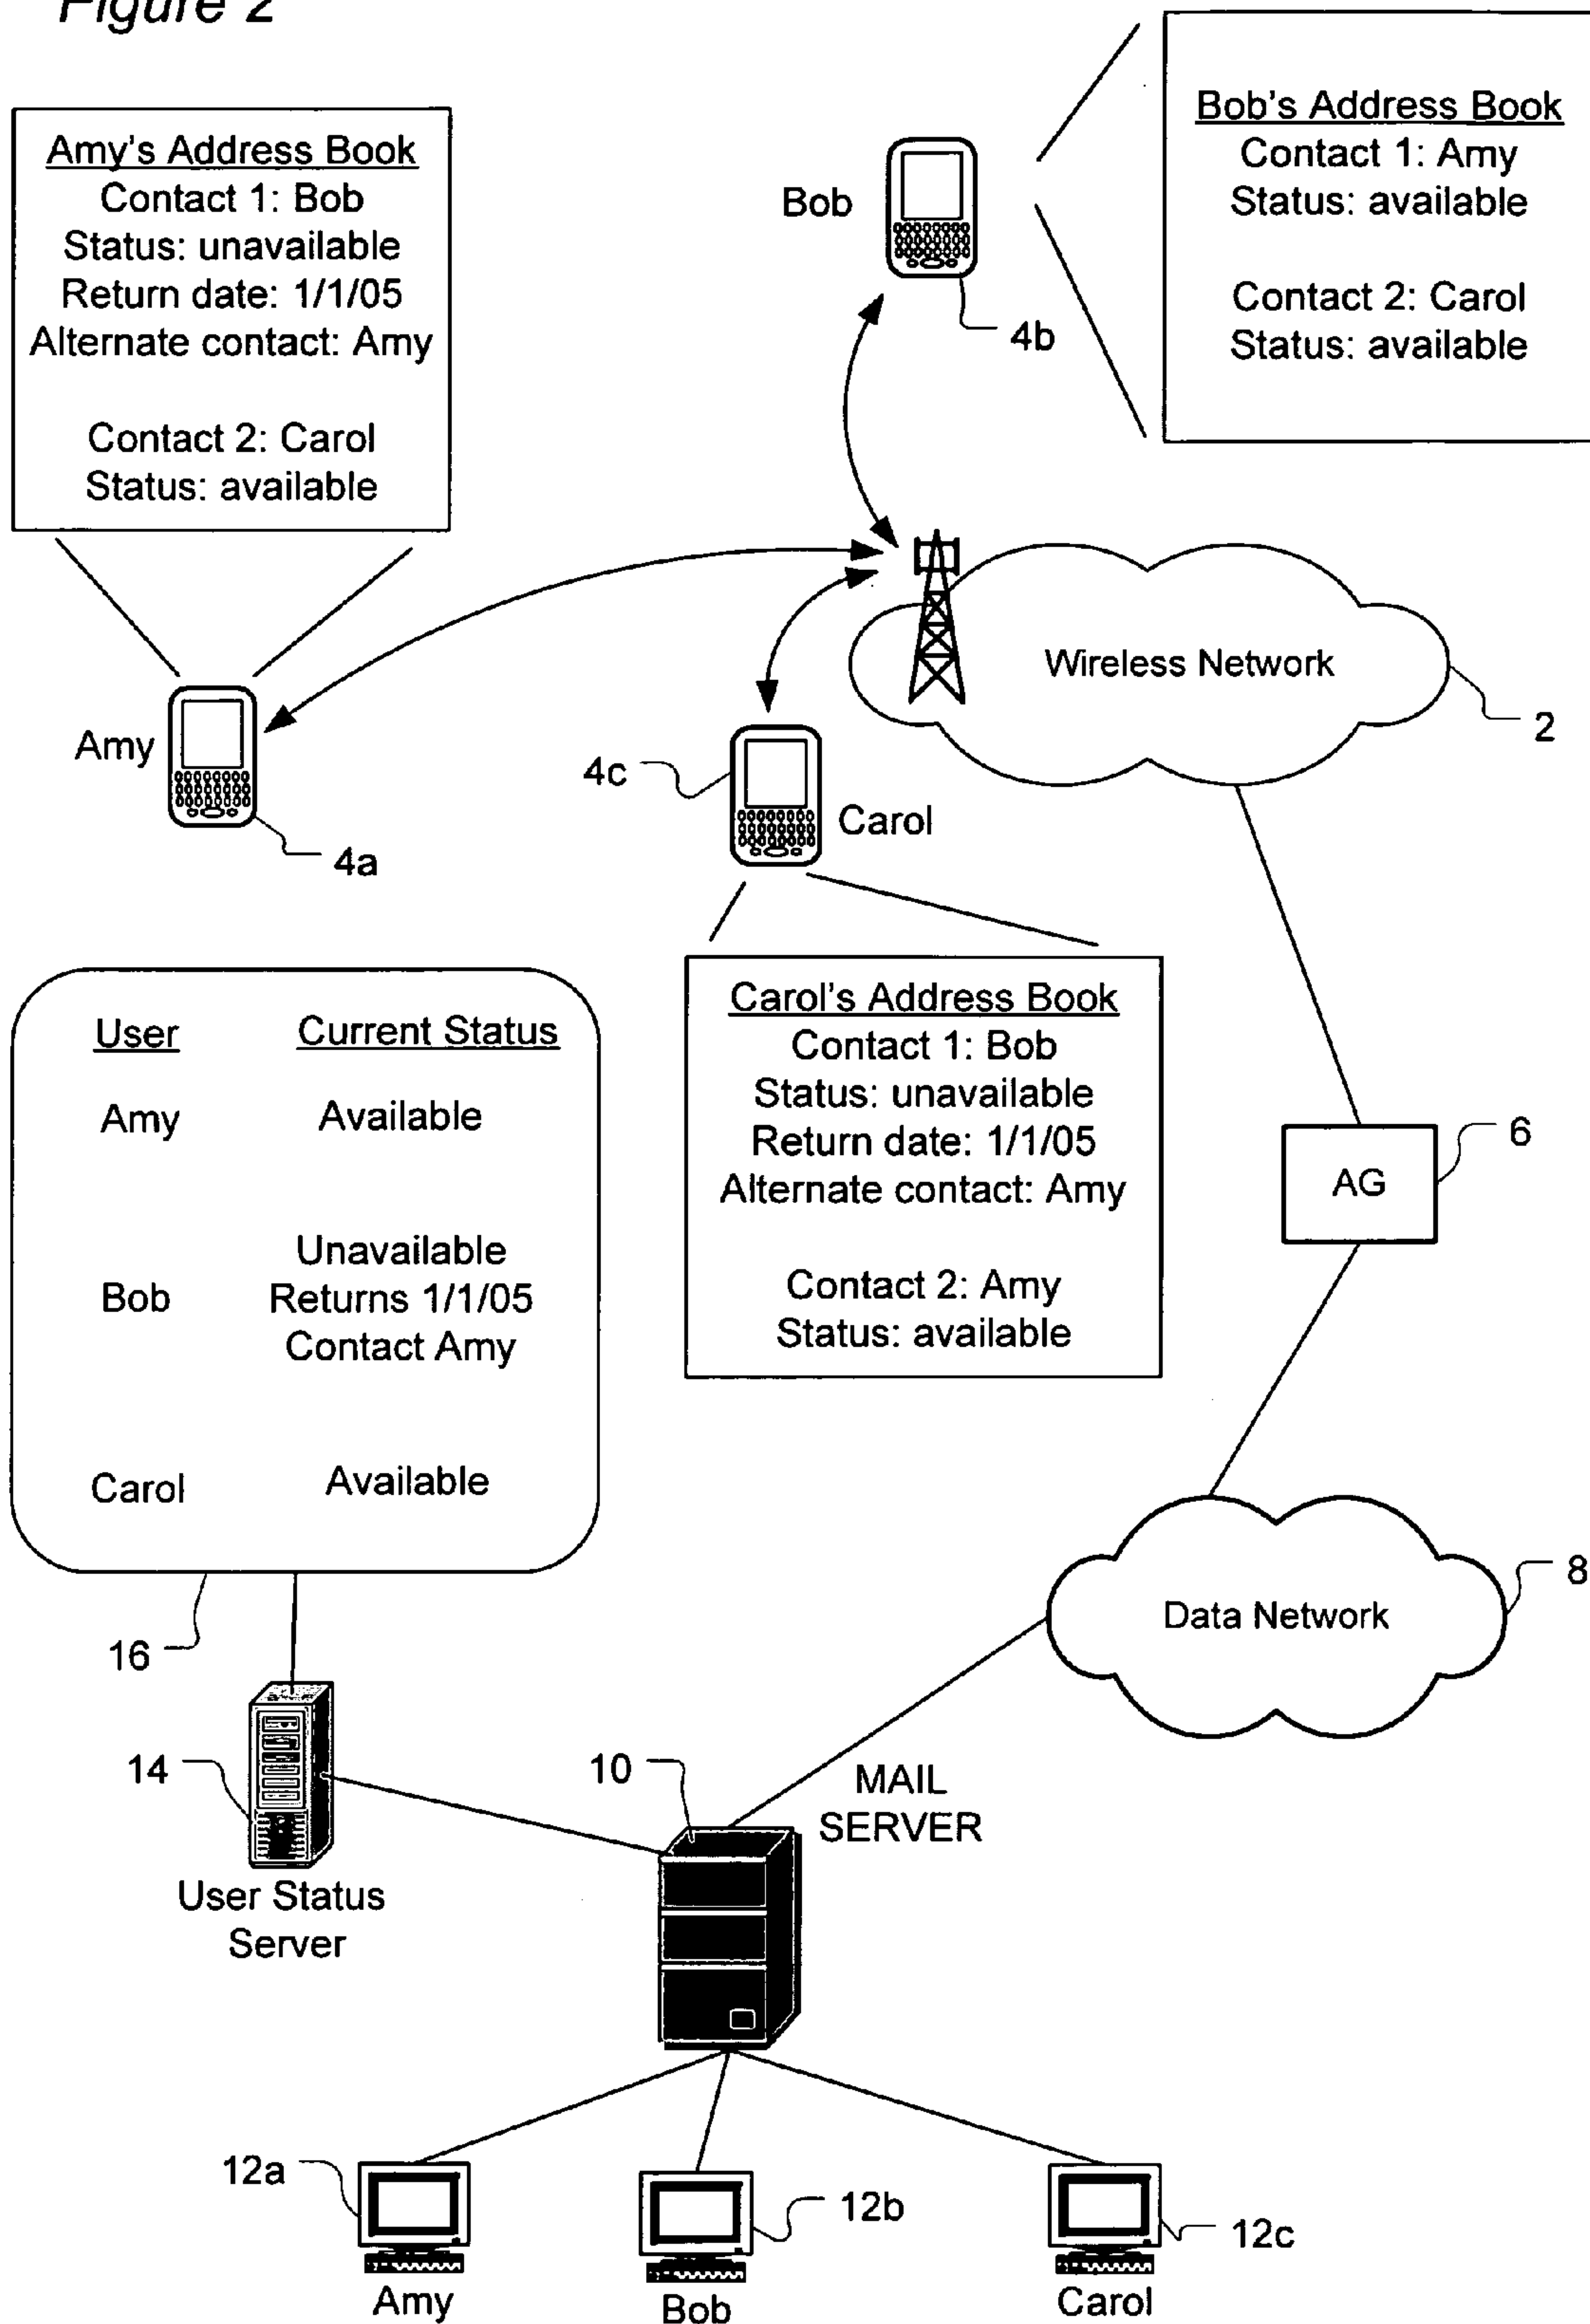 Figure 2
Bob's Address Book
Contact 1: Amy
Status: available
Contact 2: Carol
Status: available
Amy's Address Book
Contact 1: Bob
Status: unavailable
Return date: 1/1/05
Alternate contact: Amy
Contact 2: Carol
Status: available
Bob
4b
Wireless Network
2
Amy
4a
4c
Carol
Carol's Address Book
Contact 1: Bob
Status: unavailable
Return date: 1/1/05
Alternate contact: Amy
Contact 2: Amy
Status: available
User Current Status
Amy Available
Bob
Unavailable
Returns 1/1/05
Contact Amy
Carol Available
16
AG
6
Data Network
8
14
User Status
Server
10
MAIL
SERVER
12a
Amy
12b
Bob
12c
Carol